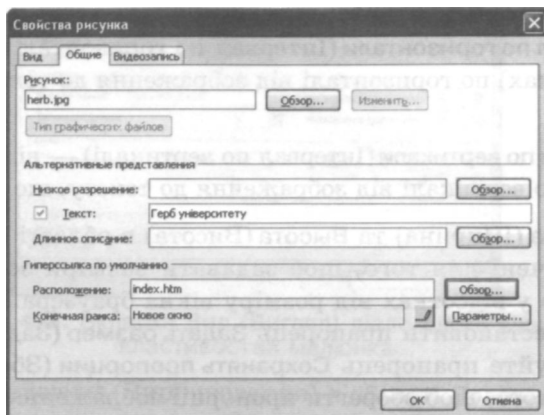 Свойства рисунка
Вид Общие Видеозапись
Рисунок:
herb.jpg Обзор... Изменить...
Тип графических файлов
Альтернативные представления
Низкое разрешение: Обзор...
Текст: Герб університету
Длинное описание: Обзор...
Гиперссылка по умолчанию
Расположение: index.htm Обзор...
Конечная рамка: Новое окно Параметры...
ОК Отмена